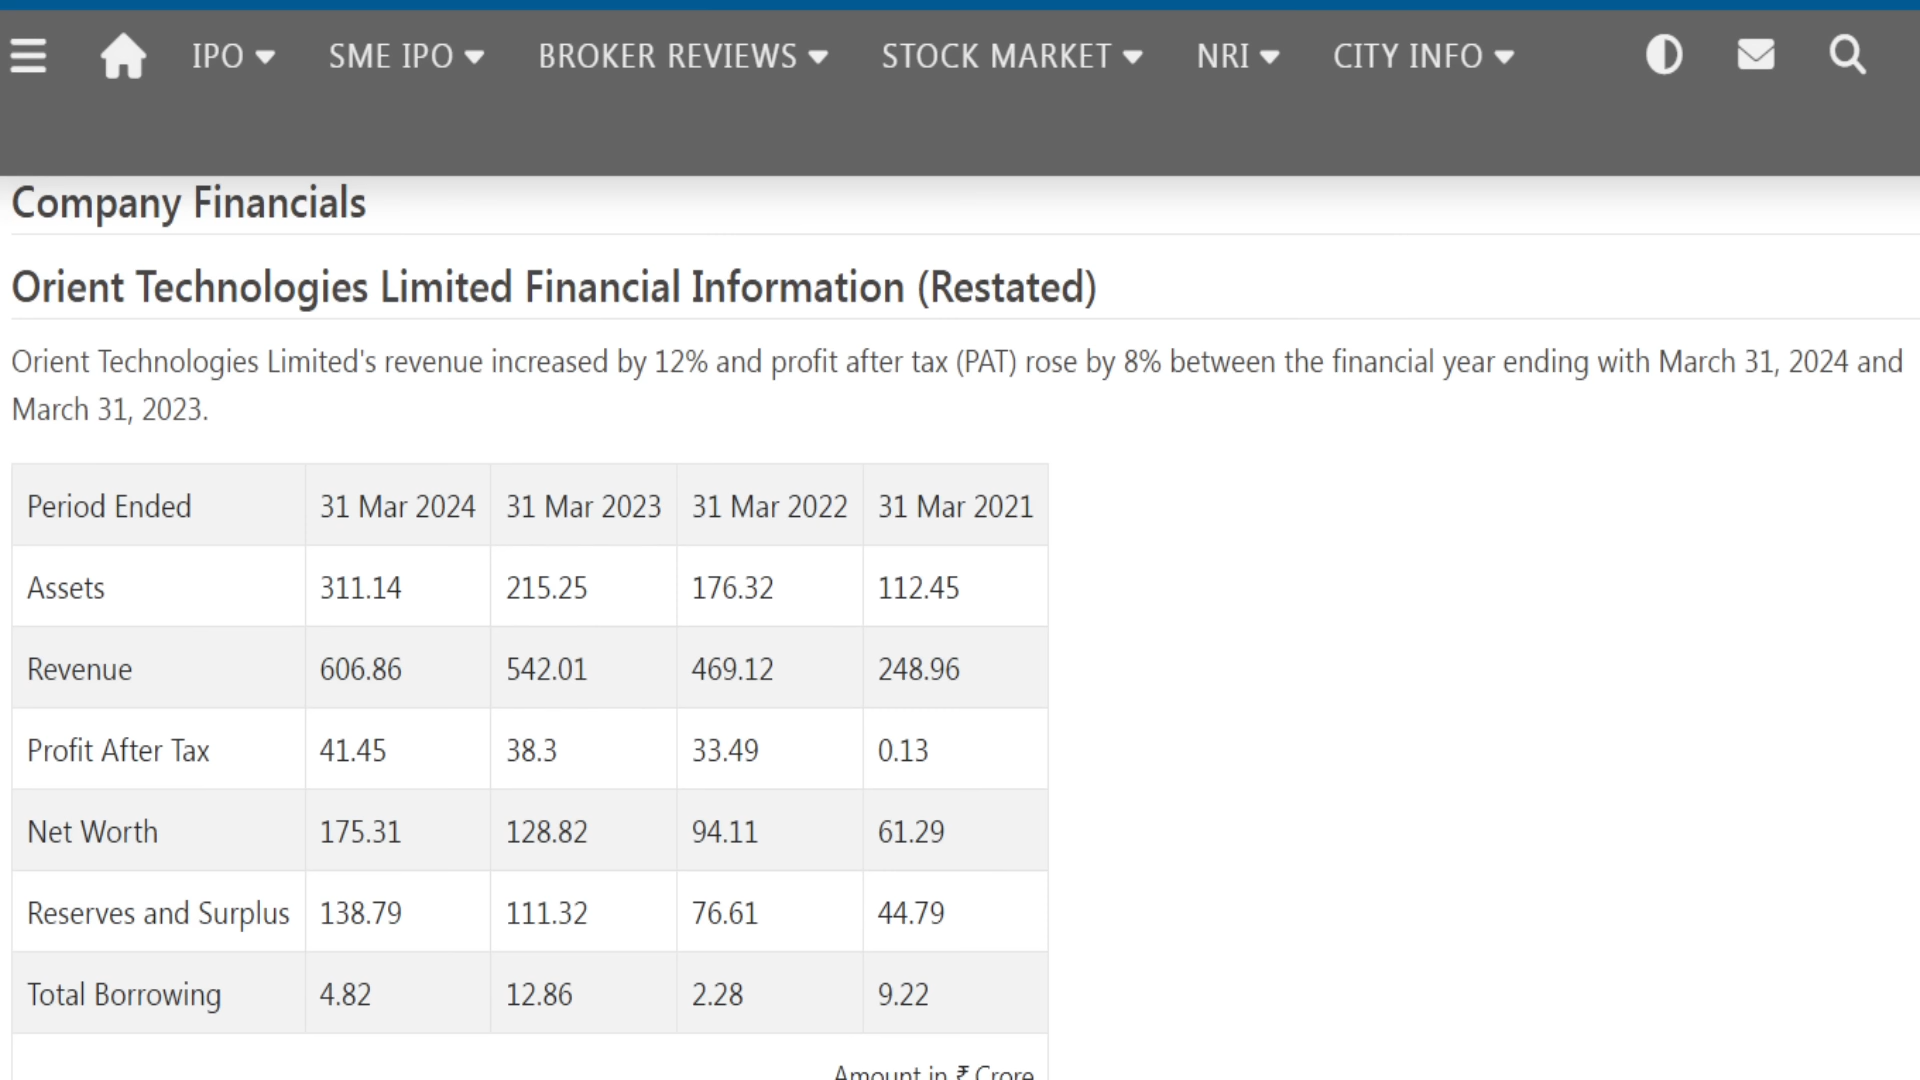 IPO SME IPO BROKER REVIEWS STOCK MARKET NRI CITY INFO
Company Financials
Orient Technologies Limited Financial Information (Restated)
Orient Technologies Limited's revenue increased by 12% and profit after tax (PAT) rose by 8% between the financial year ending with March 31, 2024 and
March 31, 2023.
Period Ended 31 Mar 2024 31 Mar 2023 31 Mar 2022 31 Mar 2021
Assets 311.14 215.25 176.32 112.45
Revenue 606.86 542.01 469.12 248.96
Profit After Tax 41.45 38.3 33.49 0.13
Net Worth 175.31 128.82 94.11 61.29
Reserves and Surplus 138.79 111.32 76.61 44.79
Total Borrowing 4.82 12.86 2.28 9.22
Amount in ₹ Crore